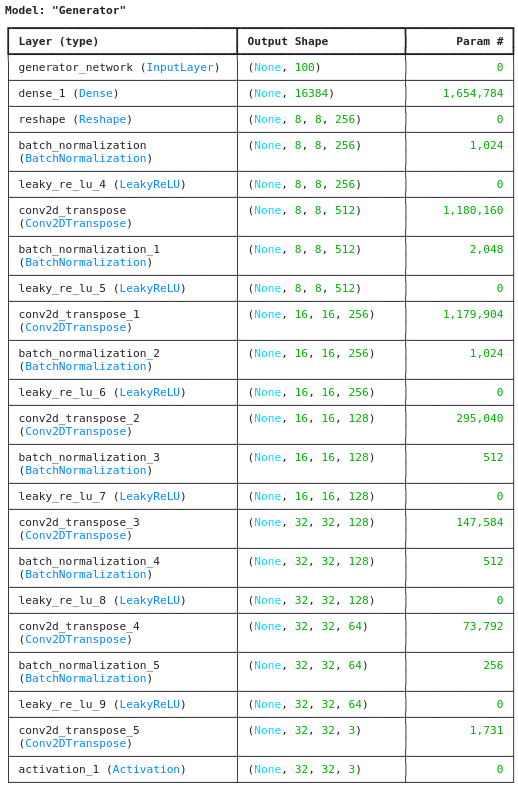 Model: "Generator"
Layer (type) Output Shape Param #
generator_network (InputLayer) (None, 100) 0
dense_1 (Dense) (None, 16384) 1,654,784
reshape (Reshape) (None, 8, 8, 256) 0
batch_normalization (None, 8, 8, 256) 1,024
(BatchNormalization)
leaky_re_lu_4 (LeakyReLU) (None, 8, 8, 256) 0
conv2d_transpose (None, 8, 8, 512) 1,180,160
(Conv2DTranspose)
batch_normalization_1 (None, 8, 8, 512) 2,048
(BatchNormalization)
leaky_re_lu_5 (LeakyReLU) (None, 8, 8, 512) 0
conv2d_transpose_1 (None, 16, 16, 256) 1,179,904
(Conv2DTranspose)
batch_normalization_2 (None, 16, 16, 256) 1,024
(BatchNormalization)
leaky_re_lu_6 (LeakyReLU) (None, 16, 16, 256) 0
conv2d_transpose_2 (None, 16, 16, 128) 295,040
(Conv2DTranspose)
batch_normalization_3 (None, 16, 16, 128) 512
(BatchNormalization)
leaky_re_lu_7 (LeakyReLU) (None, 16, 16, 128) 0
conv2d_transpose_3 (None, 32, 32, 128) 147,584
(Conv2DTranspose)
batch_normalization_4 (None, 32, 32, 128) 512
(BatchNormalization)
leaky_re_lu_8 (LeakyReLU) (None, 32, 32, 128) 0
conv2d_transpose_4 (None, 32, 32, 64) 73,792
(Conv2DTranspose)
batch_normalization_5 (None, 32, 32, 64) 256
(BatchNormalization)
leaky_re_lu_9 (LeakyReLU) (None, 32, 32, 64) 0
conv2d_transpose_5 (None, 32, 32, 3) 1,731
(Conv2DTranspose)
activation_1 (Activation) (None, 32, 32, 3) 0